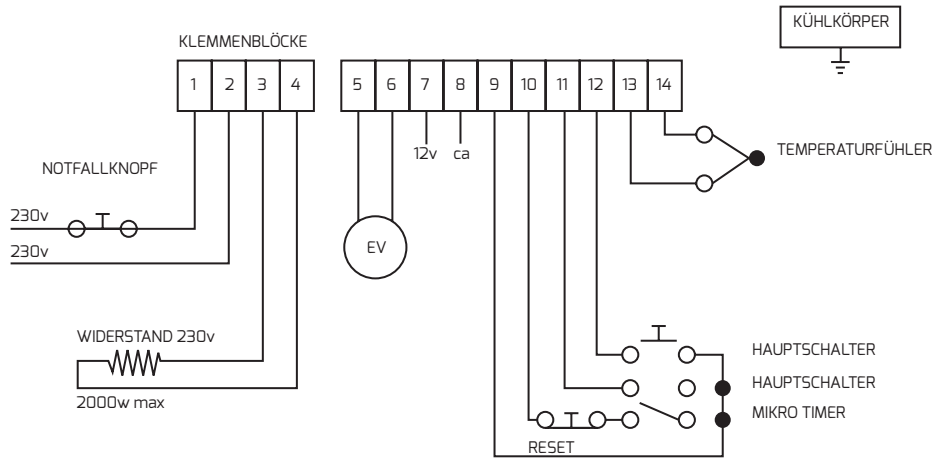 KÜHLKÖRPER
KLEMMENBLÖCKE
1 2 3 4 5 6 7 8 9 10 11 12 13 14
12v ca
TEMPERATURFÜHLER
NOTFALLKNOPF
230v
230v
EV
WIDERSTAND 230v
2000w max
HAUPTSCHALTER
HAUPTSCHALTER
MIKRO TIMER
RESET